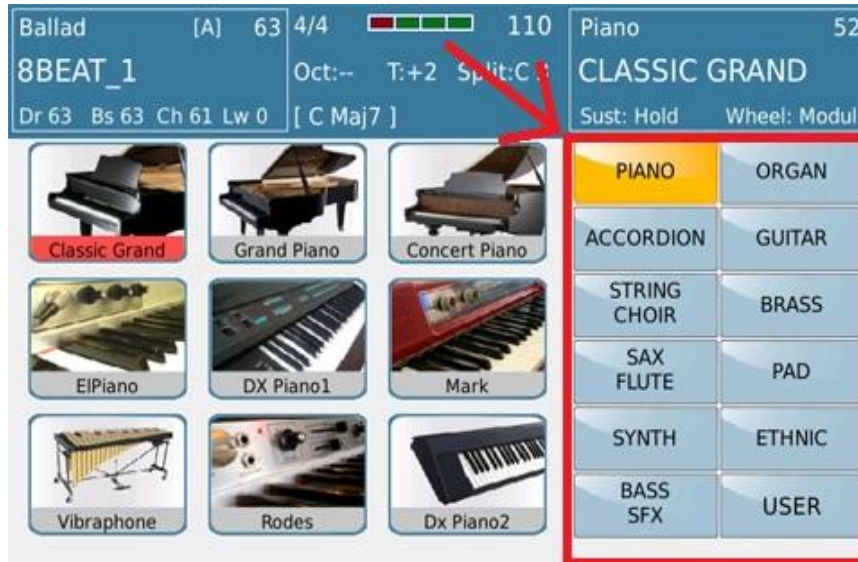 Ballad [A] 63
8BEAT_1
Dr 63 Bs 63 Ch 61 Lw 0
4/4 110
Oct:-- T:+2 Split:C 3
[ C Maj7 ]
Piano 52
CLASSIC GRAND
Sust: Hold Wheel: Modul
Classic Grand
Grand Piano
Concert Piano
ElPiano
DX Piano1
Mark
Vibraphone
Rodes
Dx Piano2
PIANO
ORGAN
ACCORDION
GUITAR
STRING
CHOIR
BRASS
SAX
FLUTE
PAD
SYNTH
ETHNIC
BASS
SFX
USER